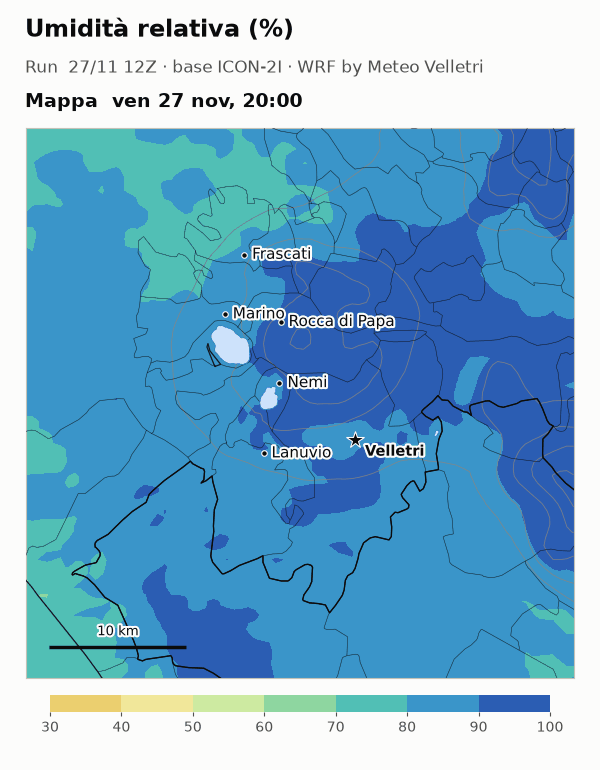 Umidità relativa (%)
Run  27/11 12Z · base ICON-2I · WRF by Meteo Velletri
Mappa  ven 27 nov, 20:00
Frascati
Marino
Rocca di Papa
Nemi
Velletri
Lanuvio
10 km
30 40 50 60 70 80 90 100